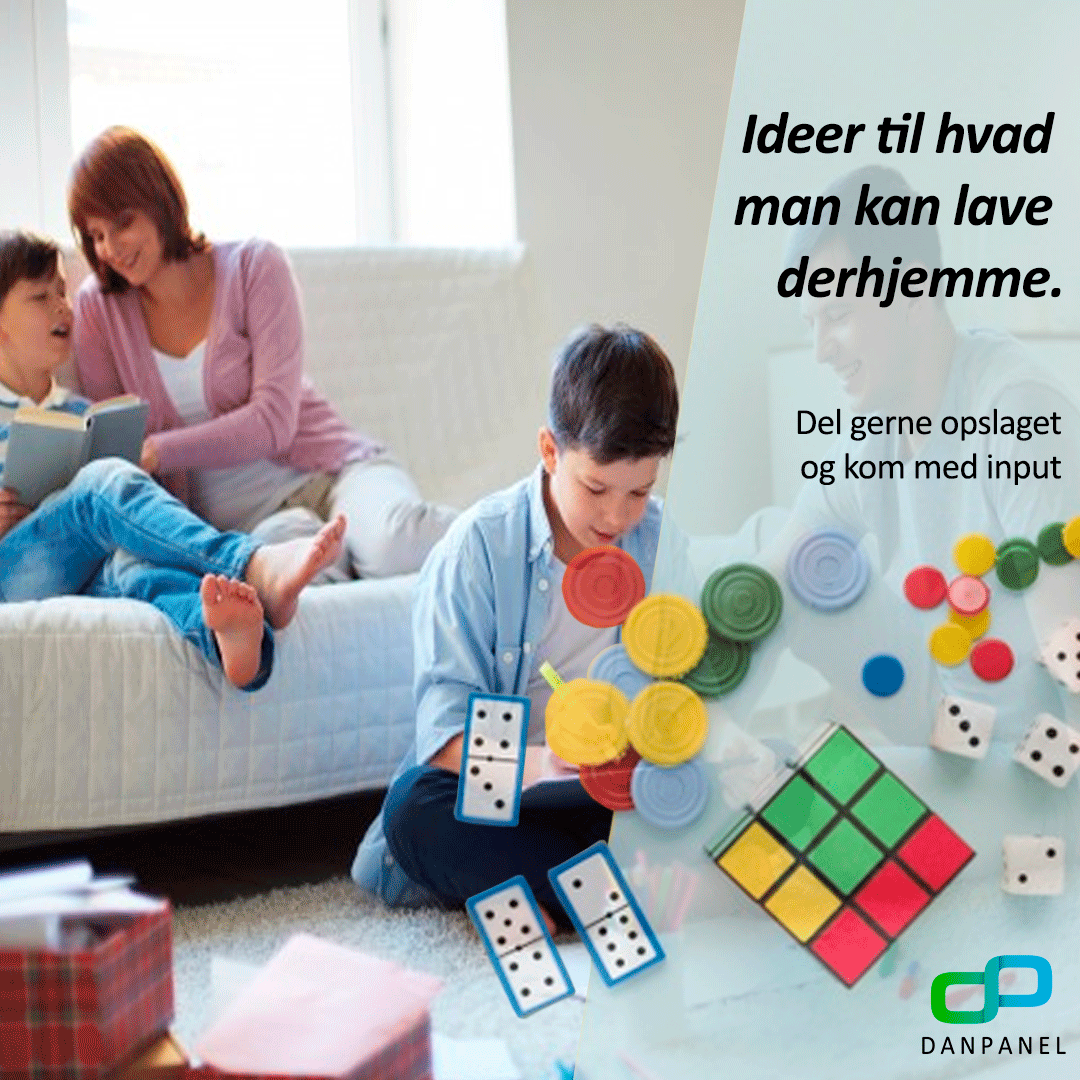 Ideer til hvad
man kan lave
derhjemme.
Del gerne opslaget
og kom med input
DANPANEL